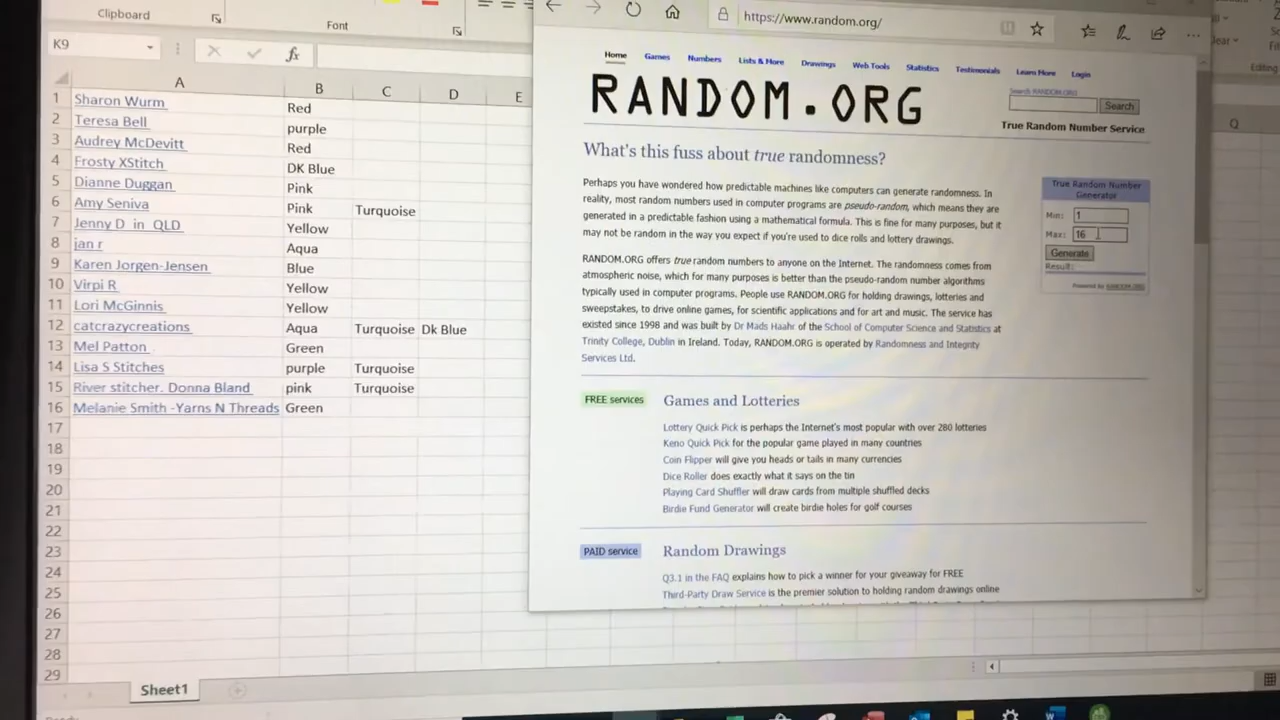 Clipboard
Font
K9
fx
A B C D E
1 Sharon Wurm Red
2 Teresa Bell purple
3 Audrey McDevitt Red
4 Frosty XStitch DK Blue
5 Dianne Duggan Pink
6 Amy Seniva Pink Turquoise
7 Jenny D in QLD Yellow
8 jan r Aqua
9 Karen Jorgen-Jensen Blue
10 Virpi R Yellow
11 Lori McGinnis Yellow
12 catcrazycreations Aqua Turquoise Dk Blue
13 Mel Patton Green
14 Lisa S Stitches purple Turquoise
15 River stitcher. Donna Bland pink Turquoise
16 Melanie Smith -Yarns N Threads Green
17
18
19
20
21
22
23
24
25
26
27
28
29
Sheet1
https://www.random.org/
Home Games Numbers Lists & More Drawings Web Tools Statistics Testimonials Learn More Login
RANDOM.ORG
Search RANDOM.ORG
Search
True Random Number Service
What's this fuss about true randomness?
Perhaps you have wondered how predictable machines like computers can generate randomness. In
reality, most random numbers used in computer programs are pseudo-random, which means they are
generated in a predictable fashion using a mathematical formula. This is fine for many purposes, but it
may not be random in the way you expect if you're used to dice rolls and lottery drawings.
RANDOM.ORG offers true random numbers to anyone on the Internet. The randomness comes from
atmospheric noise, which for many purposes is better than the pseudo-random number algorithms
typically used in computer programs. People use RANDOM.ORG for holding drawings, lotteries and
sweepstakes, to drive online games, for scientific applications and for art and music. The service has
existed since 1998 and was built by Dr Mads Haahr of the School of Computer Science and Statistics at
Trinity College, Dublin in Ireland. Today, RANDOM.ORG is operated by Randomness and Integrity
Services Ltd.
True Random Number
Generator
Min: 1
Max: 16
Generate
Result:
Powered by RANDOM.ORG
FREE services
Games and Lotteries
Lottery Quick Pick is perhaps the Internet's most popular with over 280 lotteries
Keno Quick Pick for the popular game played in many countries
Coin Flipper will give you heads or tails in many currencies
Dice Roller does exactly what it says on the tin
Playing Card Shuffler will draw cards from multiple shuffled decks
Birdie Fund Generator will create birdie holes for golf courses
PAID service
Random Drawings
Q3.1 in the FAQ explains how to pick a winner for your giveaway for FREE
Third-Party Draw Service is the premier solution to holding random drawings online
Editing
Q